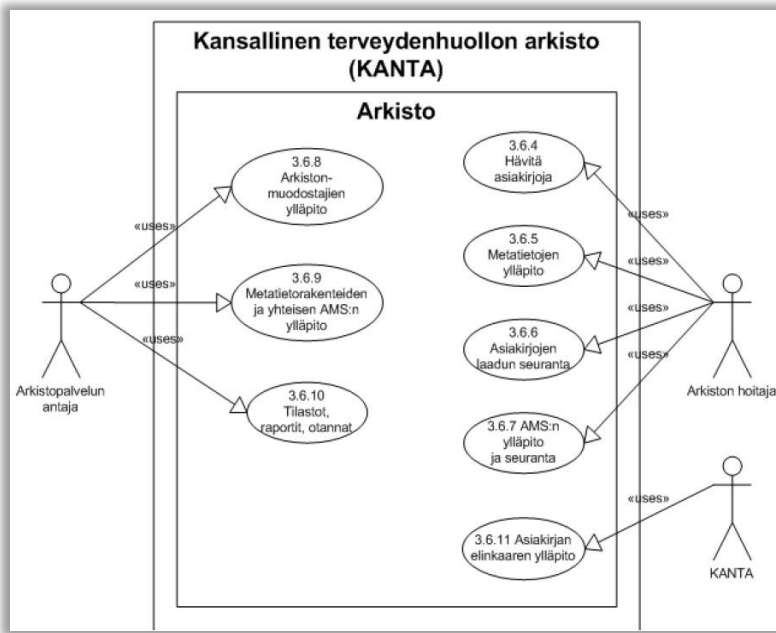 Kansallinen terveydenhuollon arkisto
(KANTA)
Arkisto
3.6.8
Arkiston-
muodostajien
ylläpito
«uses»
3.6.9
Metatietorakenteiden
ja yhteisen AMS:n
ylläpito
«uses»
3.6.10
Tilastot,
raportit, otannat
«uses»
Arkistopalvelun
antaja
3.6.4
Hävitä
asiakirjoja
«uses»
3.6.5
Metatietojen
ylläpito
«uses»
3.6.6
Asiakirjojen
laadun seuranta
«uses»
3.6.7 AMS:n
ylläpito
ja seuranta
«uses»
Arkiston hoitaja
3.6.11 Asiakirjan
elinkaaren ylläpito
«uses»
KANTA